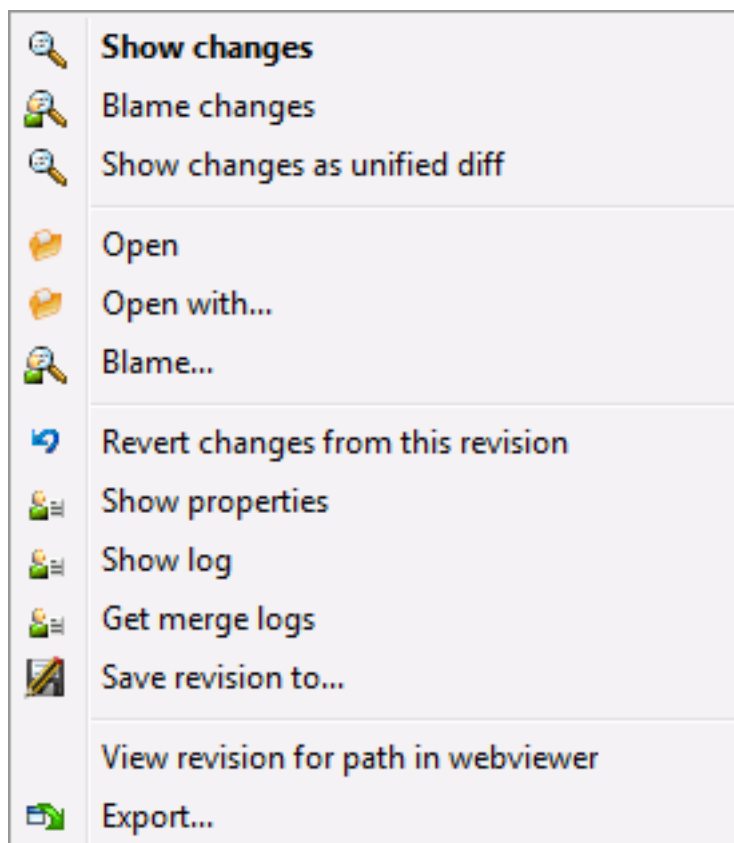 Show changes
Blame changes
Show changes as unified diff
Open
Open with...
Blame...
Revert changes from this revision
Show properties
Show log
Get merge logs
Save revision to...
View revision for path in webviewer
Export...